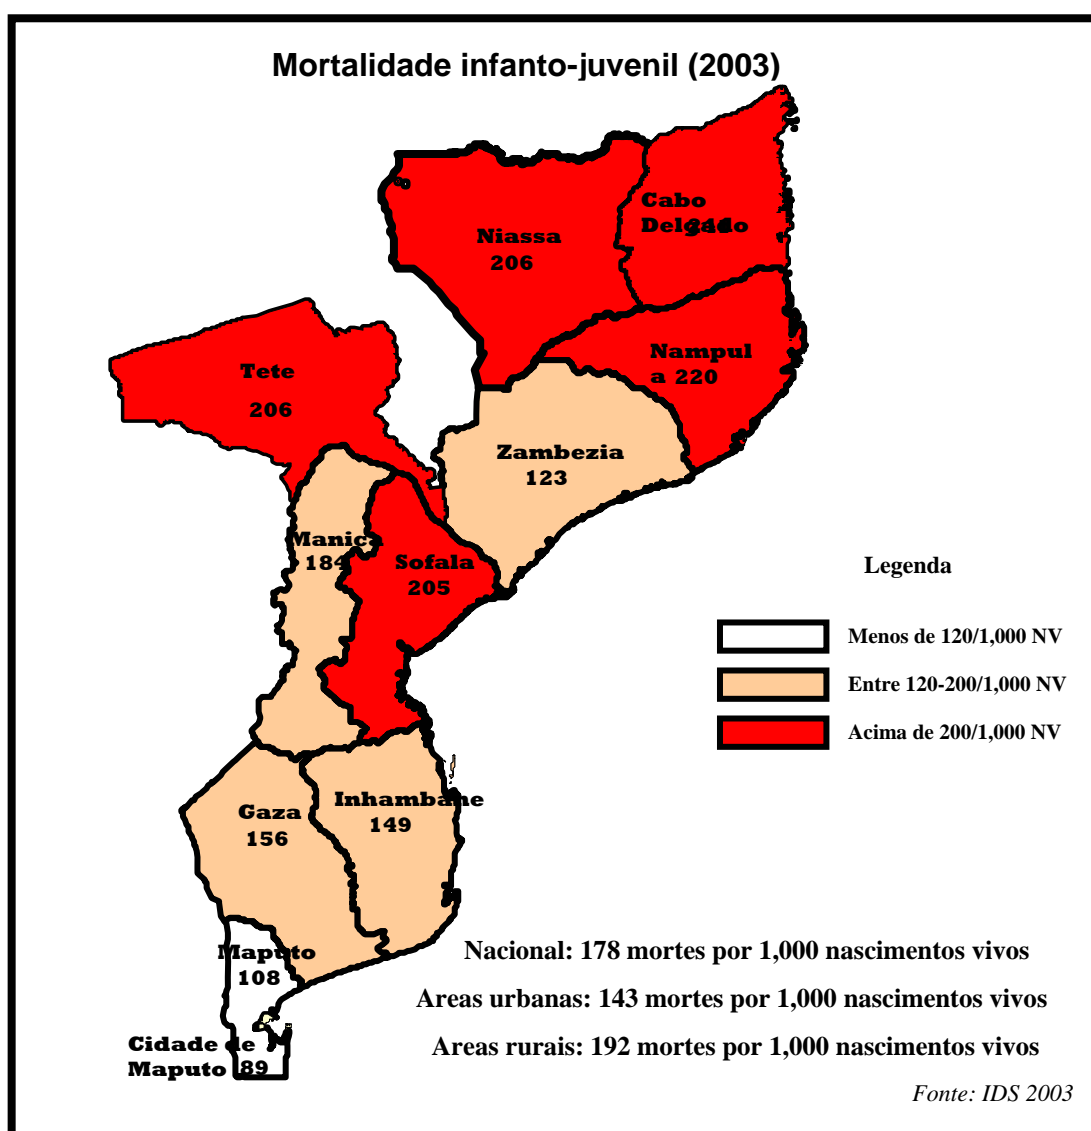 Mortalidade infanto-juvenil (2003)
Cabo
Delgado
Niassa
206
Nampul
a 220
Tete
206
Zambezia
123
Manica
184
Sofala
205
Legenda
Menos de 120/1,000 NV
Entre 120-200/1,000 NV
Acima de 200/1,000 NV
Inhambane
149
Gaza
156
Maputo
108
Nacional: 178 mortes por 1,000 nascimentos vivos
Areas urbanas: 143 mortes por 1,000 nascimentos vivos
Cidade de
Maputo 89
Areas rurais: 192 mortes por 1,000 nascimentos vivos
Fonte: IDS 2003